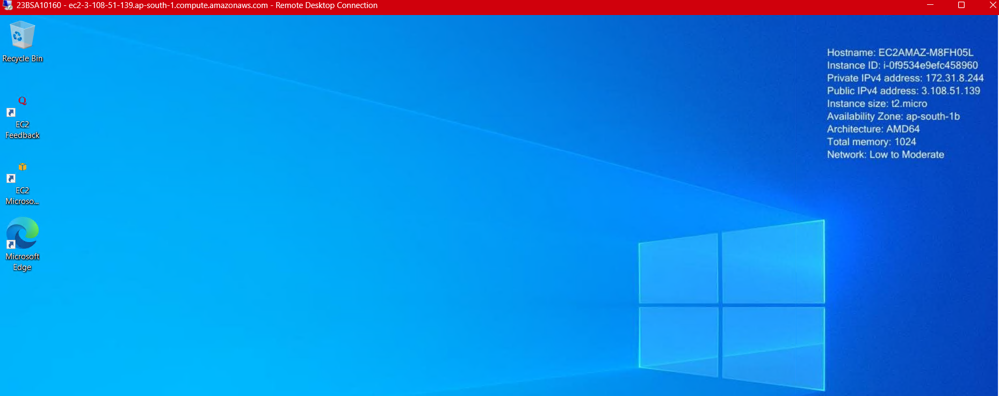 23BSA10160 - ec2-3-108-51-139.ap-south-1.compute.amazonaws.com - Remote Desktop Connection
Recycle Bin
EC2
Feedback
EC2
Microso...
Microsoft
Edge
Hostname: EC2AMAZ-M8FH05L
Instance ID: i-0f9534e9efc458960
Private IPv4 address: 172.31.8.244
Public IPv4 address: 3.108.51.139
Instance size: t2.micro
Availability Zone: ap-south-1b
Architecture: AMD64
Total memory: 1024
Network: Low to Moderate